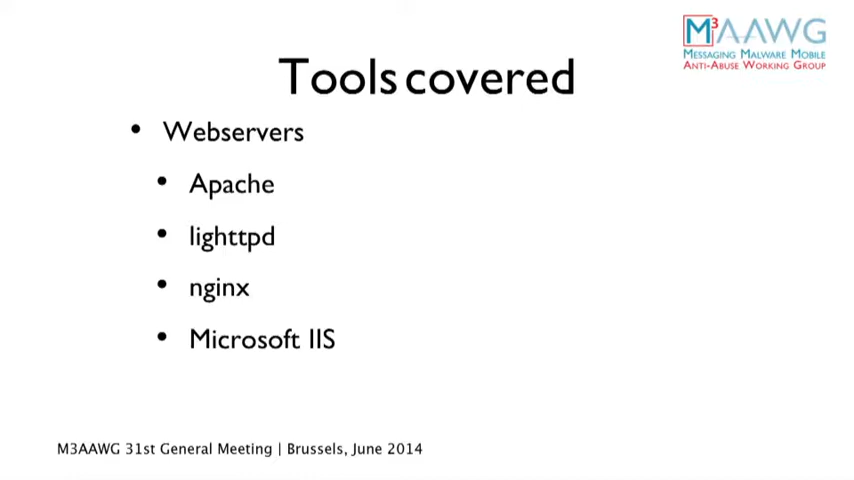 M3AAWG
MESSAGING MALWARE MOBILE
ANTI-ABUSE WORKING GROUP
Tools covered
• Webservers
• Apache
• lighttpd
• nginx
• Microsoft IIS
M3AAWG 31st General Meeting | Brussels, June 2014